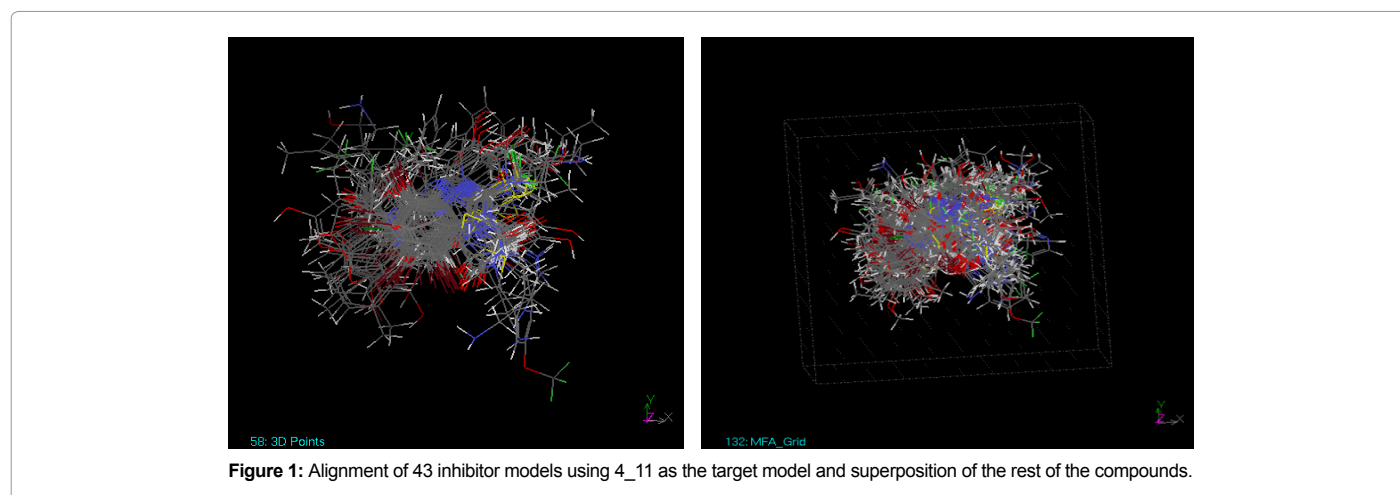 Y
Z X
58: 3D Points
Y
Z X
132: MFA_Grid
Figure 1: Alignment of 43 inhibitor models using 4_11 as the target model and superposition of the rest of the compounds.